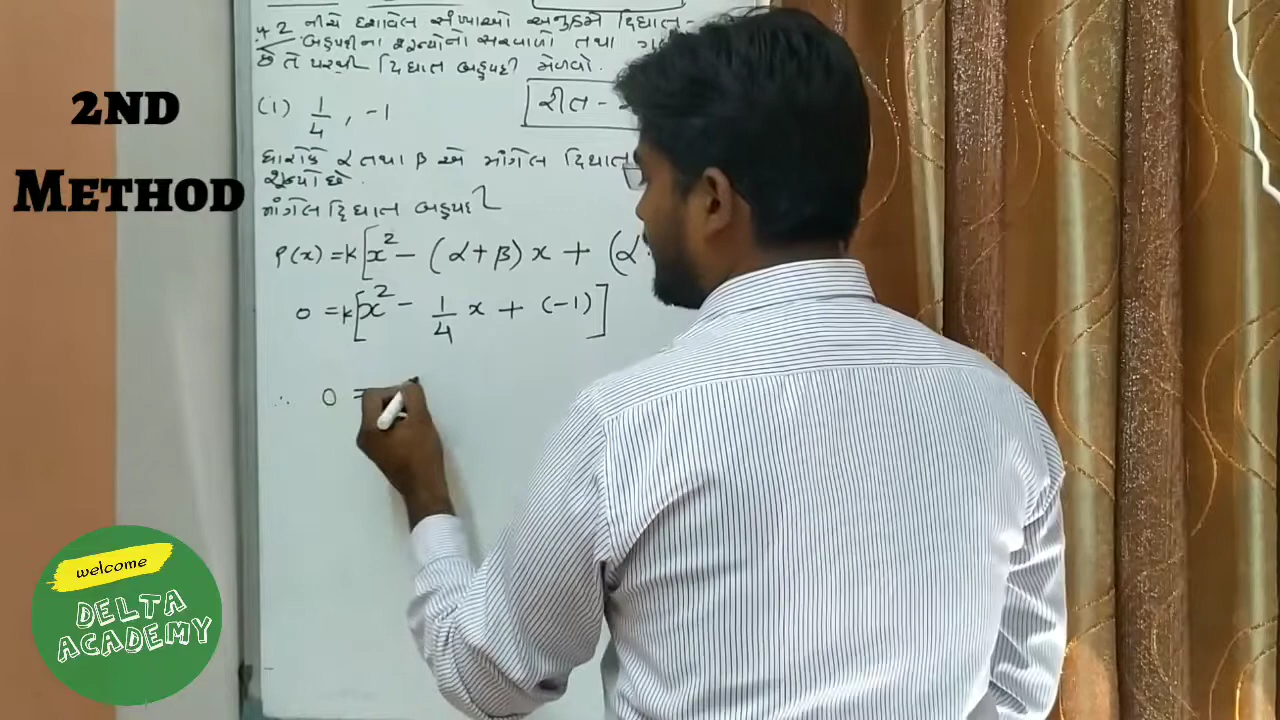 2ND
METHOD
નીચે દર્શાવેલ સંખ્યાઓ અનુક્રમે દ્વિઘાત-
બહુપદીના શૂન્યોનો સરવાળો તથા
છે તે પરથી દ્વિઘાત બહુપદી મેળવો.
(1) 1/4 , -1
રીત -
ધારોકે α તથા β એ માંગેલ દ્વિઘાત
શૂન્યો છે.
માંગેલ દ્વિઘાત બહુપદી
P(x) = k[x² - (α+β) x + (α
0 = k[x² - 1/4 x + (-1)]
∴ 0 =
welcome
DELTA
ACADEMY